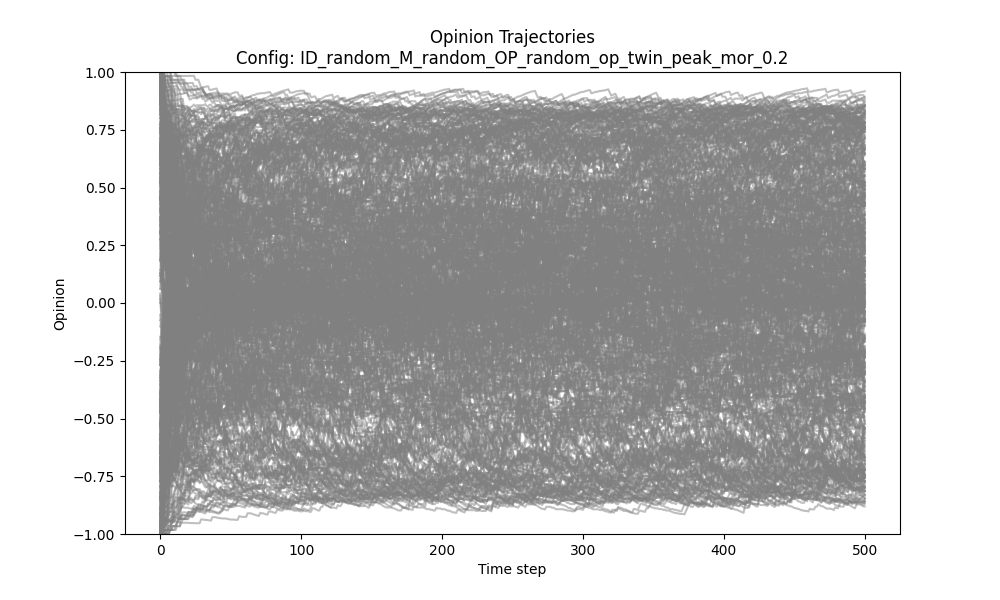 Opinion Trajectories
Config: ID_random_M_random_OP_random_op_twin_peak_mor_0.2
1.00
0.75
0.50
0.25
0.00
−0.25
−0.50
−0.75
−1.00
Opinion
0 100 200 300 400 500
Time step